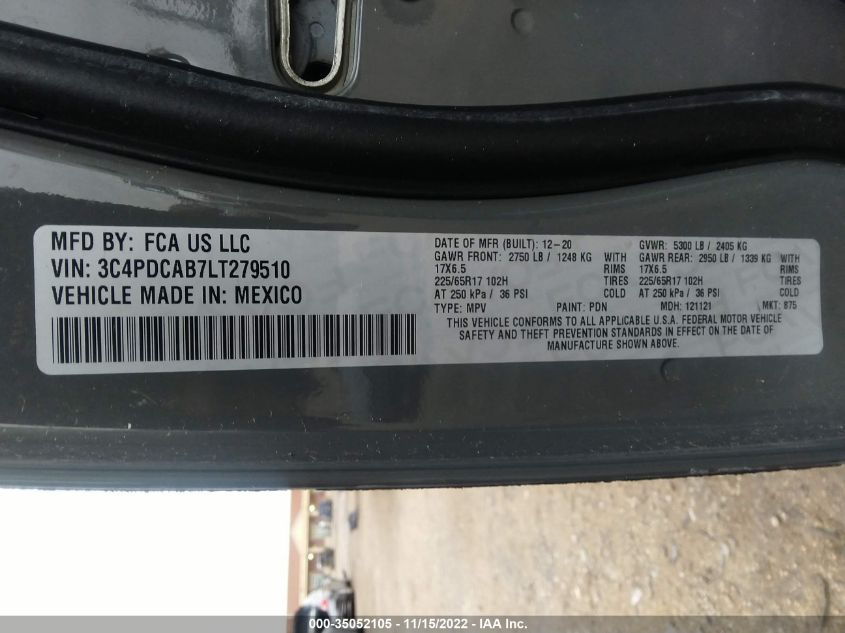 MFD BY: FCA US LLC
VIN: 3C4PDCAB7LT279510
VEHICLE MADE IN: MEXICO
DATE OF MFR (BUILT): 12-20 GVWR: 5300 LB / 2405 KG
GAWR FRONT: 2750 LB / 1248 KG WITH GAWR REAR: 2950 LB / 1339 KG WITH
17X6.5 RIMS 17X6.5 RIMS
225/65R17 102H TIRES 225/65R17 102H TIRES
AT 250 kPa / 36 PSI COLD AT 250 kPa / 36 PSI COLD
TYPE: MPV PAINT: PDN MDH: 121121 MKT: 875
THIS VEHICLE CONFORMS TO ALL APPLICABLE U.S.A. FEDERAL MOTOR VEHICLE
SAFETY AND THEFT PREVENTION STANDARDS IN EFFECT ON THE DATE OF
MANUFACTURE SHOWN ABOVE.
000-35052105 - 11/15/2022 - IAA Inc.